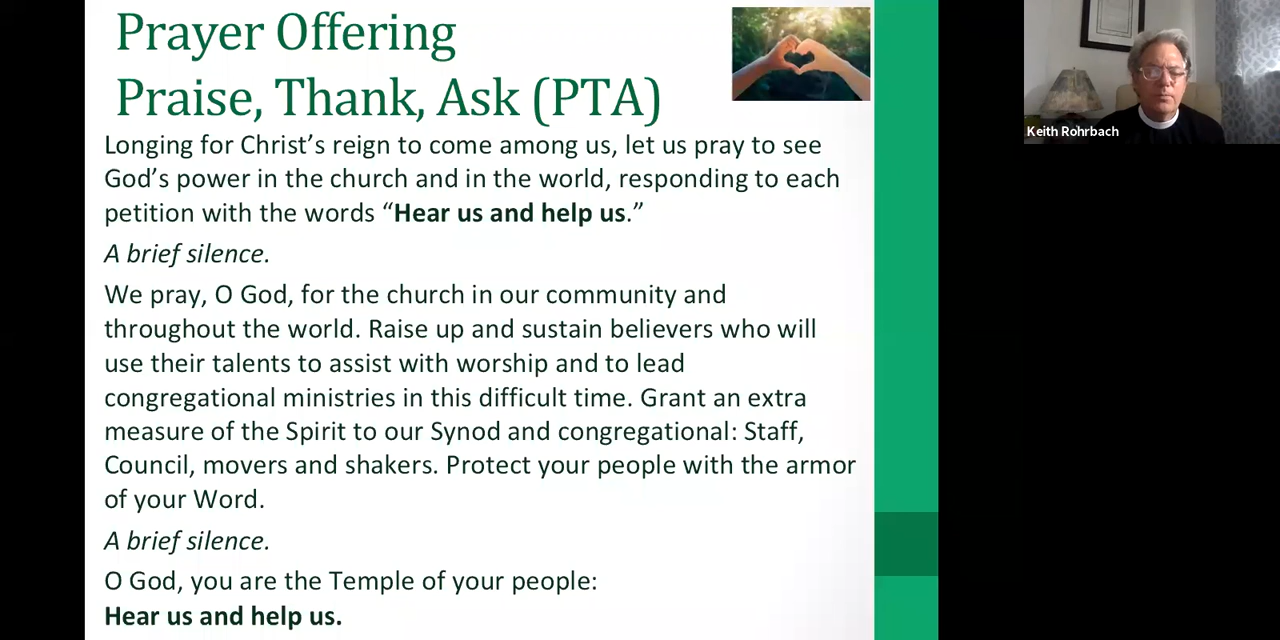 Prayer Offering
Praise, Thank, Ask (PTA)
Longing for Christ’s reign to come among us, let us pray to see
God’s power in the church and in the world, responding to each
petition with the words “Hear us and help us.”
A brief silence.
We pray, O God, for the church in our community and
throughout the world. Raise up and sustain believers who will
use their talents to assist with worship and to lead
congregational ministries in this difficult time. Grant an extra
measure of the Spirit to our Synod and congregational: Staff,
Council, movers and shakers. Protect your people with the armor
of your Word.
A brief silence.
O God, you are the Temple of your people:
Hear us and help us.
Keith Rohrbach